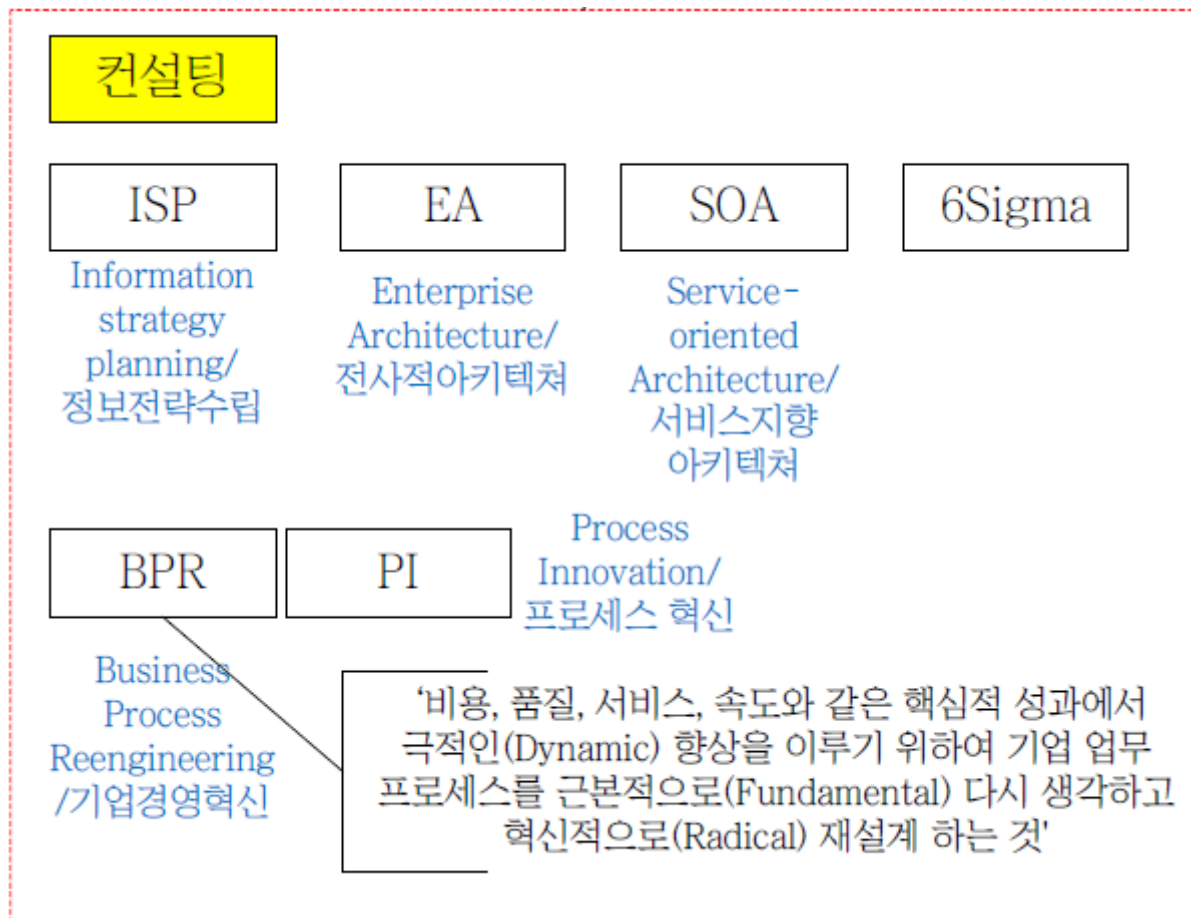 컨설팅
ISP
EA
SOA
6Sigma
Information
strategy
planning/
정보전략수립
Enterprise
Architecture/
전사적아키텍쳐
Service-
oriented
Architecture/
서비스지향
아키텍쳐
BPR
PI
Process
Innovation/
프로세스 혁신
Business
Process
Reengineering
/기업경영혁신
‘비용, 품질, 서비스, 속도와 같은 핵심적 성과에서
극적인(Dynamic) 향상을 이루기 위하여 기업 업무
프로세스를 근본적으로(Fundamental) 다시 생각하고
혁신적으로(Radical) 재설계 하는 것'